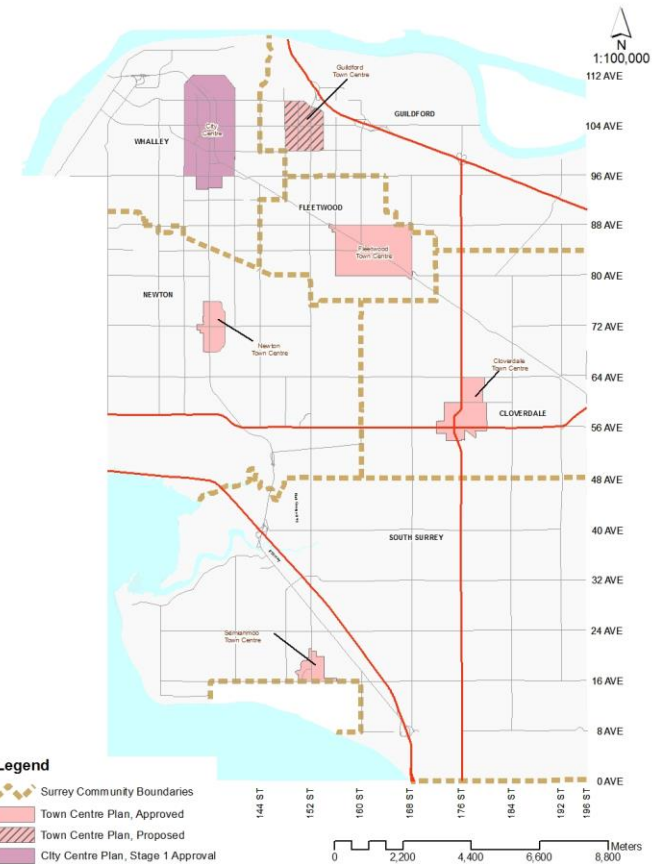 N
1:100,000
112 AVE
Guildford
Town Centre
GUILDFORD
104 AVE
City
Centre
WHALLEY
96 AVE
FLEETWOOD
88 AVE
Fleetwood
Town Centre
80 AVE
NEWTON
72 AVE
Newton
Town Centre
Cloverdale
Town Centre
64 AVE
CLOVERDALE
56 AVE
48 AVE
40 AVE
SOUTH SURREY
32 AVE
24 AVE
Semiahmoo
Town Centre
16 AVE
8 AVE
0 AVE
Legend
144 ST
152 ST
160 ST
168 ST
176 ST
184 ST
192 ST
196 ST
Surrey Community Boundaries
Town Centre Plan, Approved
Town Centre Plan, Proposed
City Centre Plan, Stage 1 Approval
Meters
0 2,200 4,400 6,600 8,800